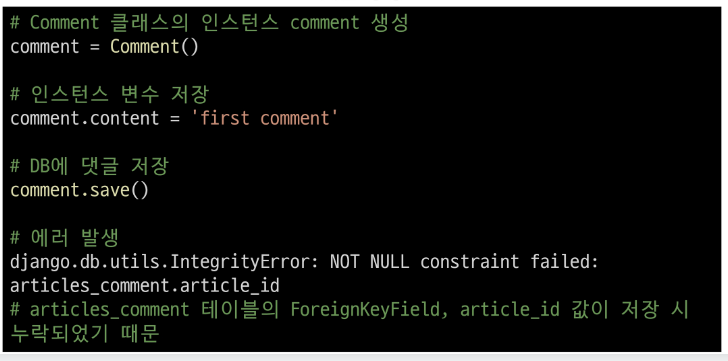 # Comment 클래스의 인스턴스 comment 생성
comment = Comment()
# 인스턴스 변수 저장
comment.content = 'first comment'
# DB에 댓글 저장
comment.save()
# 에러 발생
django.db.utils.IntegrityError: NOT NULL constraint failed:
articles_comment.article_id
# articles_comment 테이블의 ForeignKeyField, article_id 값이 저장 시
누락되었기 때문